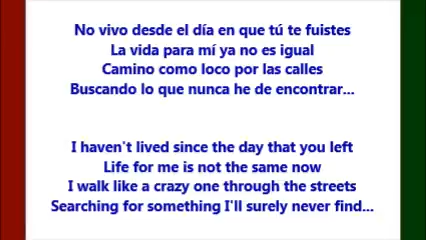 No vivo desde el día en que tú te fuistes
La vida para mí ya no es igual
Camino como loco por las calles
Buscando lo que nunca he de encontrar...
I haven't lived since the day that you left
Life for me is not the same now
I walk like a crazy one through the streets
Searching for something I'll surely never find...